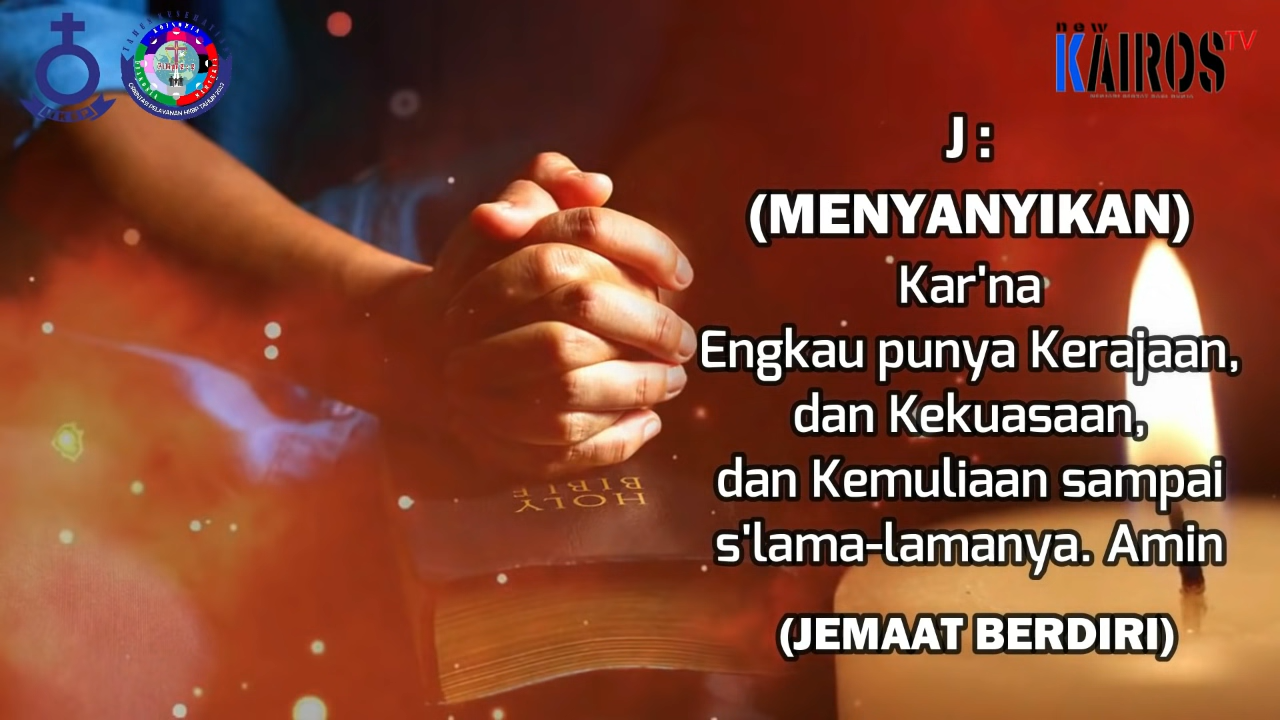 new
KAIROS TV
J :
(MENYANYIKAN)
Kar'na
Engkau punya Kerajaan,
dan Kekuasaan,
dan Kemuliaan sampai
s'lama-lamanya. Amin
(JEMAAT BERDIRI)
HOLY
BIBLE